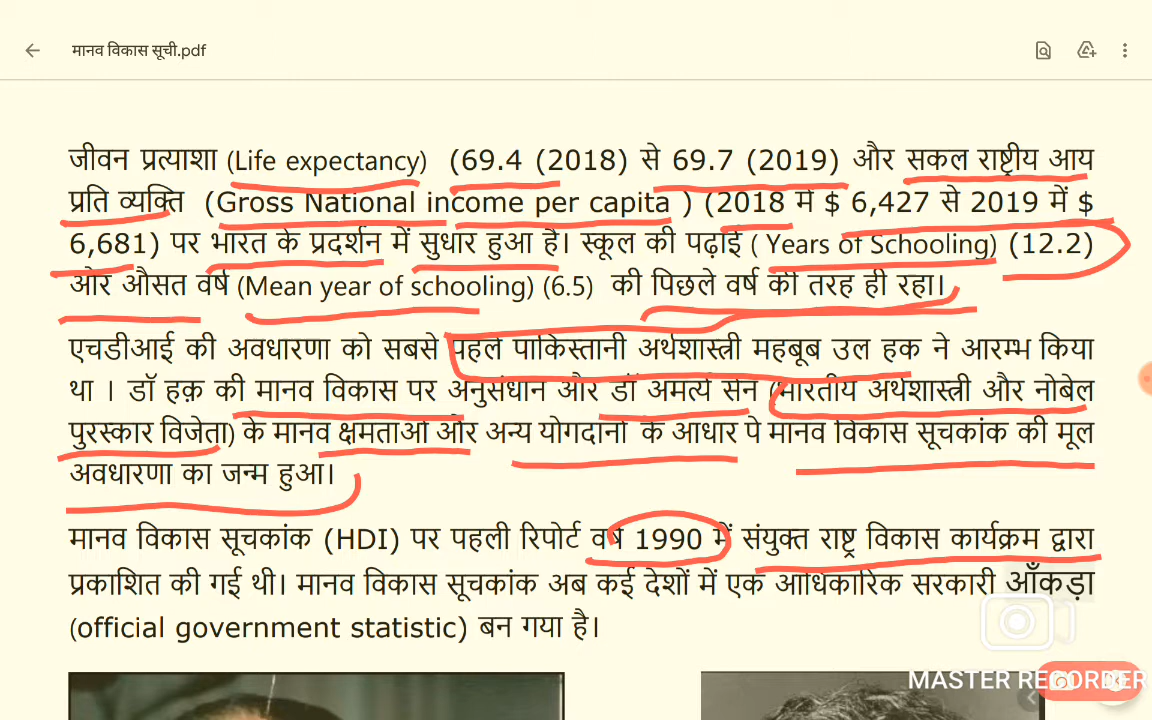 मानव विकास सूची.pdf
जीवन प्रत्याशा (Life expectancy) (69.4 (2018) से 69.7 (2019) और सकल राष्ट्रीय आय
प्रति व्यक्ति (Gross National income per capita ) (2018 में $ 6,427 से 2019 में $
6,681) पर भारत के प्रदर्शन में सुधार हुआ है। स्कूल की पढ़ाई ( Years of Schooling) (12.2)
ओर औसत वर्ष (Mean year of schooling) (6.5) की पिछले वर्ष की तरह ही रहा।
एचडीआई की अवधारणा को सबसे पहले पाकिस्तानी अर्थशास्त्री महबूब उल हक ने आरम्भ किया
था । डॉ हक़ की मानव विकास पर अनुसंधान और डॉ अमर्त्य सेन (भारतीय अर्थशास्त्री और नोबेल
पुरस्कार विजेता) के मानव क्षमताओं और अन्य योगदानों के आधार पे मानव विकास सूचकांक की मूल
अवधारणा का जन्म हुआ।
मानव विकास सूचकांक (HDI) पर पहली रिपोर्ट वर्ष 1990 में संयुक्त राष्ट्र विकास कार्यक्रम द्वारा
प्रकाशित की गई थी। मानव विकास सूचकांक अब कई देशों में एक आधिकारिक सरकारी आँकड़ा
(official government statistic) बन गया है।
MASTER RECORDER